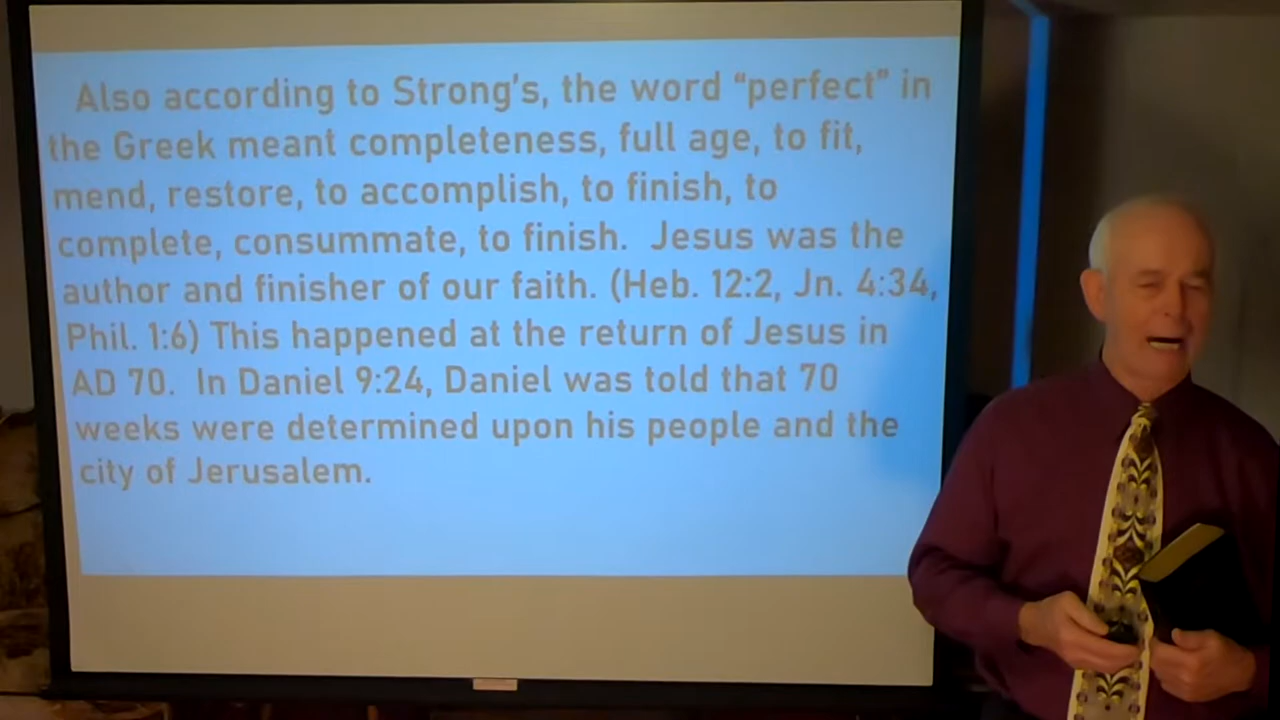 Also according to Strong's, the word “perfect” in
the Greek meant completeness, full age, to fit,
mend, restore, to accomplish, to finish, to
complete, consummate, to finish.  Jesus was the
author and finisher of our faith. (Heb. 12:2, Jn. 4:34,
Phil. 1:6) This happened at the return of Jesus in
AD 70.  In Daniel 9:24, Daniel was told that 70
weeks were determined upon his people and the
city of Jerusalem.